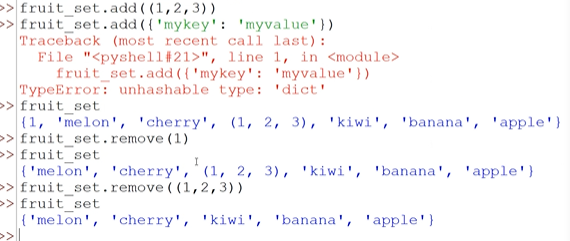 >> fruit_set.add((1,2,3))
>> fruit_set.add({'mykey': 'myvalue'})
Traceback (most recent call last):
  File "<pyshell#21>", line 1, in <module>
    fruit_set.add({'mykey': 'myvalue'})
TypeError: unhashable type: 'dict'
>> fruit_set
{1, 'melon', 'cherry', (1, 2, 3), 'kiwi', 'banana', 'apple'}
>> fruit_set.remove(1)
>> fruit_set
{'melon', 'cherry', (1, 2, 3), 'kiwi', 'banana', 'apple'}
>> fruit_set.remove((1,2,3))
>> fruit_set
{'melon', 'cherry', 'kiwi', 'banana', 'apple'}
>>